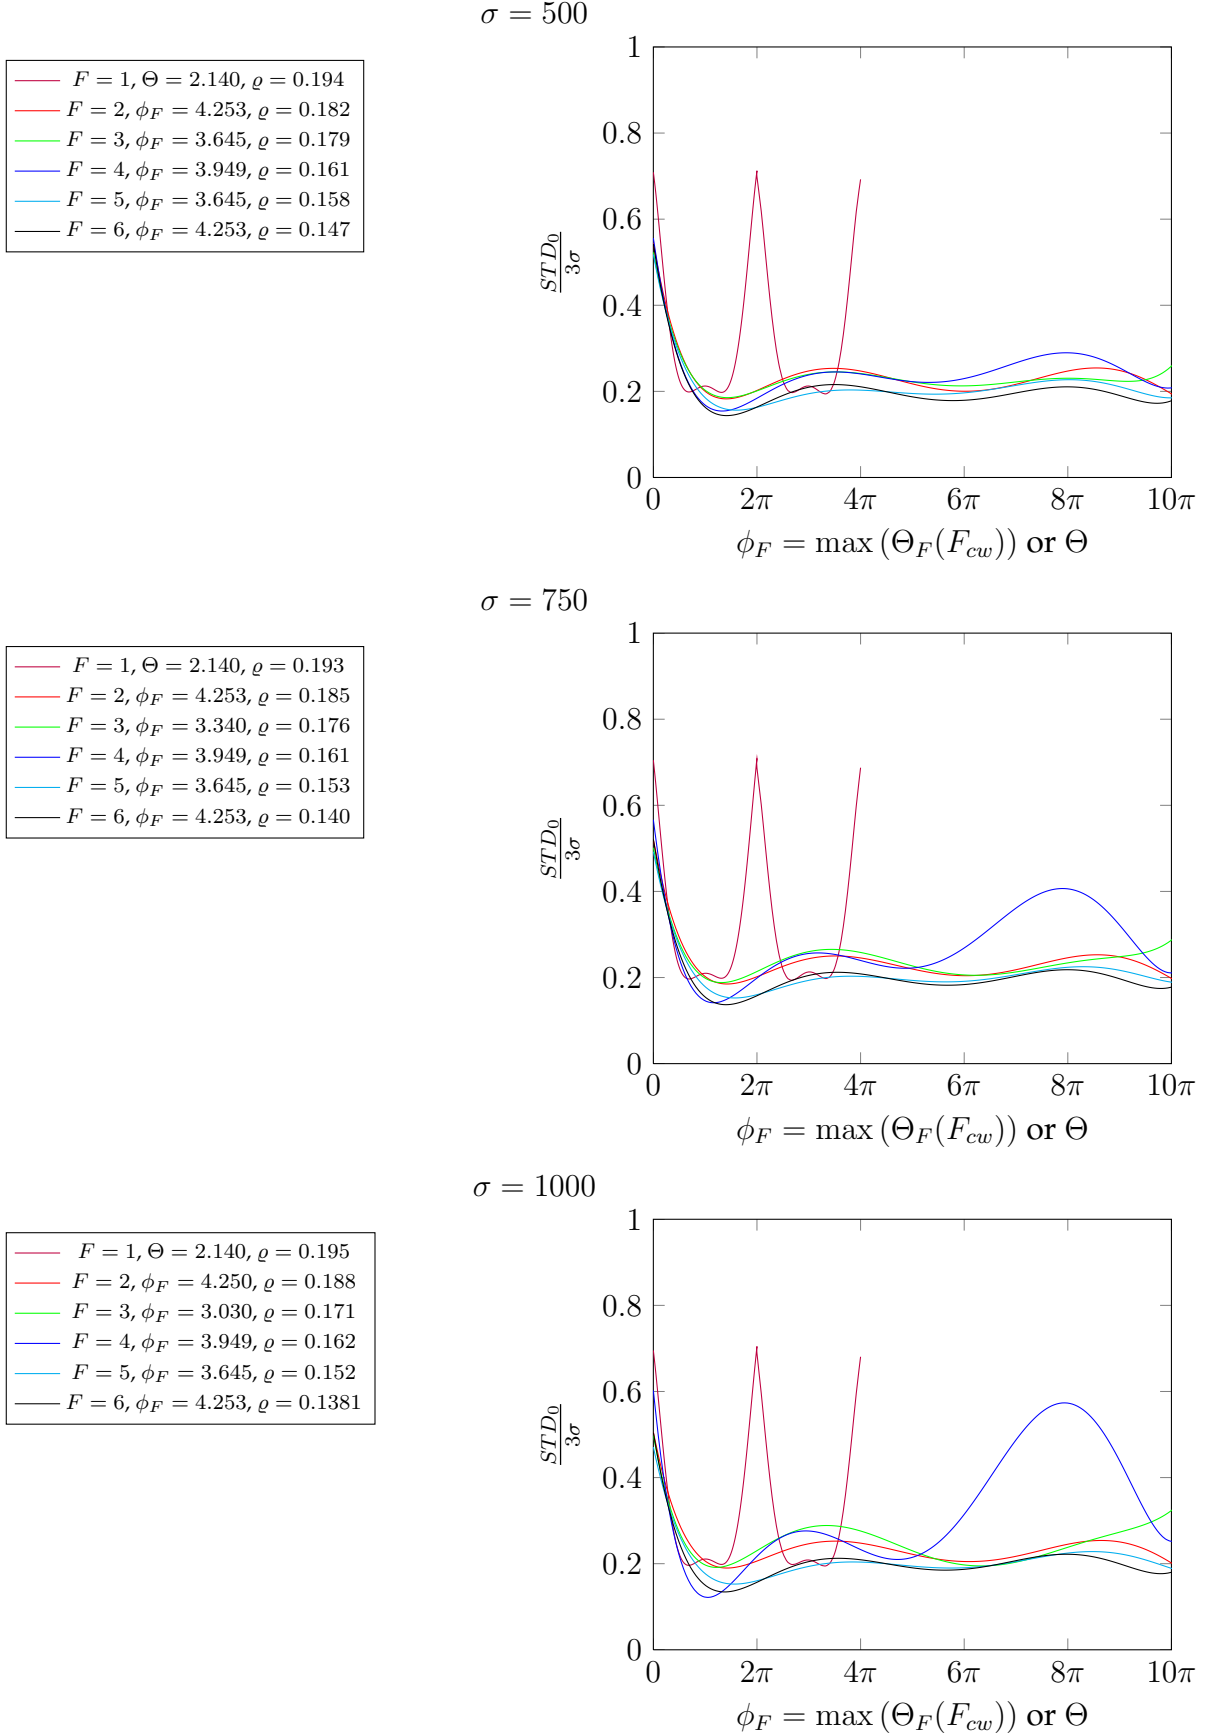 σ = 500
F = 1, Θ = 2.140, ϱ = 0.194
F = 2, ϕ_F = 4.253, ϱ = 0.182
F = 3, ϕ_F = 3.645, ϱ = 0.179
F = 4, ϕ_F = 3.949, ϱ = 0.161
F = 5, ϕ_F = 3.645, ϱ = 0.158
F = 6, ϕ_F = 4.253, ϱ = 0.147
1
0.8
0.6
0.4
0.2
0
STD_0
3σ
0 2π 4π 6π 8π 10π
ϕ_F = max (Θ_F(F_cw)) or Θ
σ = 750
F = 1, Θ = 2.140, ϱ = 0.193
F = 2, ϕ_F = 4.253, ϱ = 0.185
F = 3, ϕ_F = 3.340, ϱ = 0.176
F = 4, ϕ_F = 3.949, ϱ = 0.161
F = 5, ϕ_F = 3.645, ϱ = 0.153
F = 6, ϕ_F = 4.253, ϱ = 0.140
1
0.8
0.6
0.4
0.2
0
STD_0
3σ
0 2π 4π 6π 8π 10π
ϕ_F = max (Θ_F(F_cw)) or Θ
σ = 1000
F = 1, Θ = 2.140, ϱ = 0.195
F = 2, ϕ_F = 4.250, ϱ = 0.188
F = 3, ϕ_F = 3.030, ϱ = 0.171
F = 4, ϕ_F = 3.949, ϱ = 0.162
F = 5, ϕ_F = 3.645, ϱ = 0.152
F = 6, ϕ_F = 4.253, ϱ = 0.1381
1
0.8
0.6
0.4
0.2
0
STD_0
3σ
0 2π 4π 6π 8π 10π
ϕ_F = max (Θ_F(F_cw)) or Θ